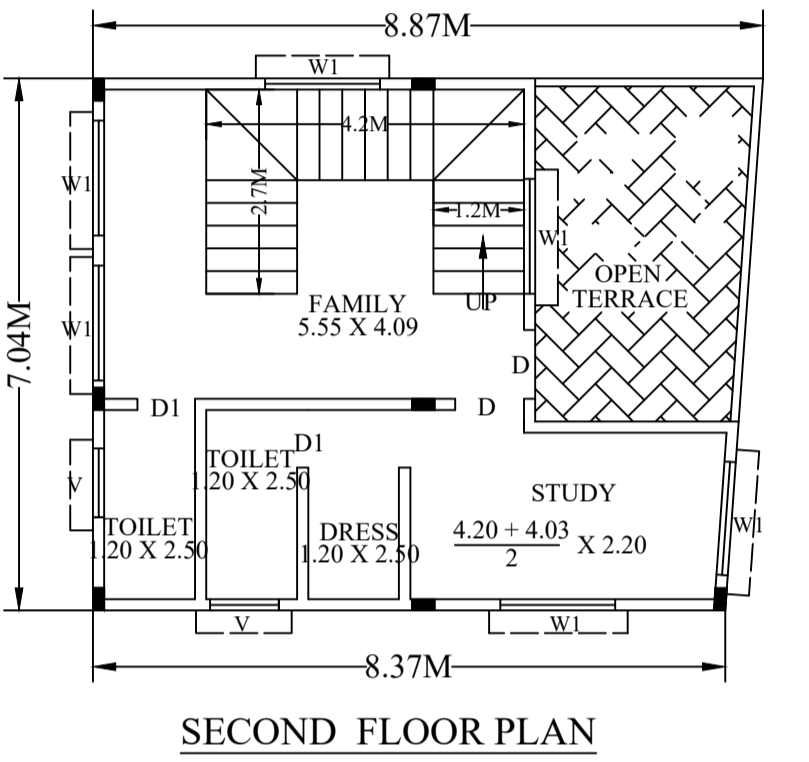 8.87M
W1
4.2M
W1
2.7M
1.2M
W1
OPEN
TERRACE
FAMILY
5.55 X 4.09
UP
7.04M
W1
D
D1
D
D1
TOILET
1.20 X 2.50
V
STUDY
TOILET
1.20 X 2.50
DRESS
1.20 X 2.50
4.20 + 4.03
2
X 2.20
W1
V
W1
8.37M
SECOND FLOOR PLAN